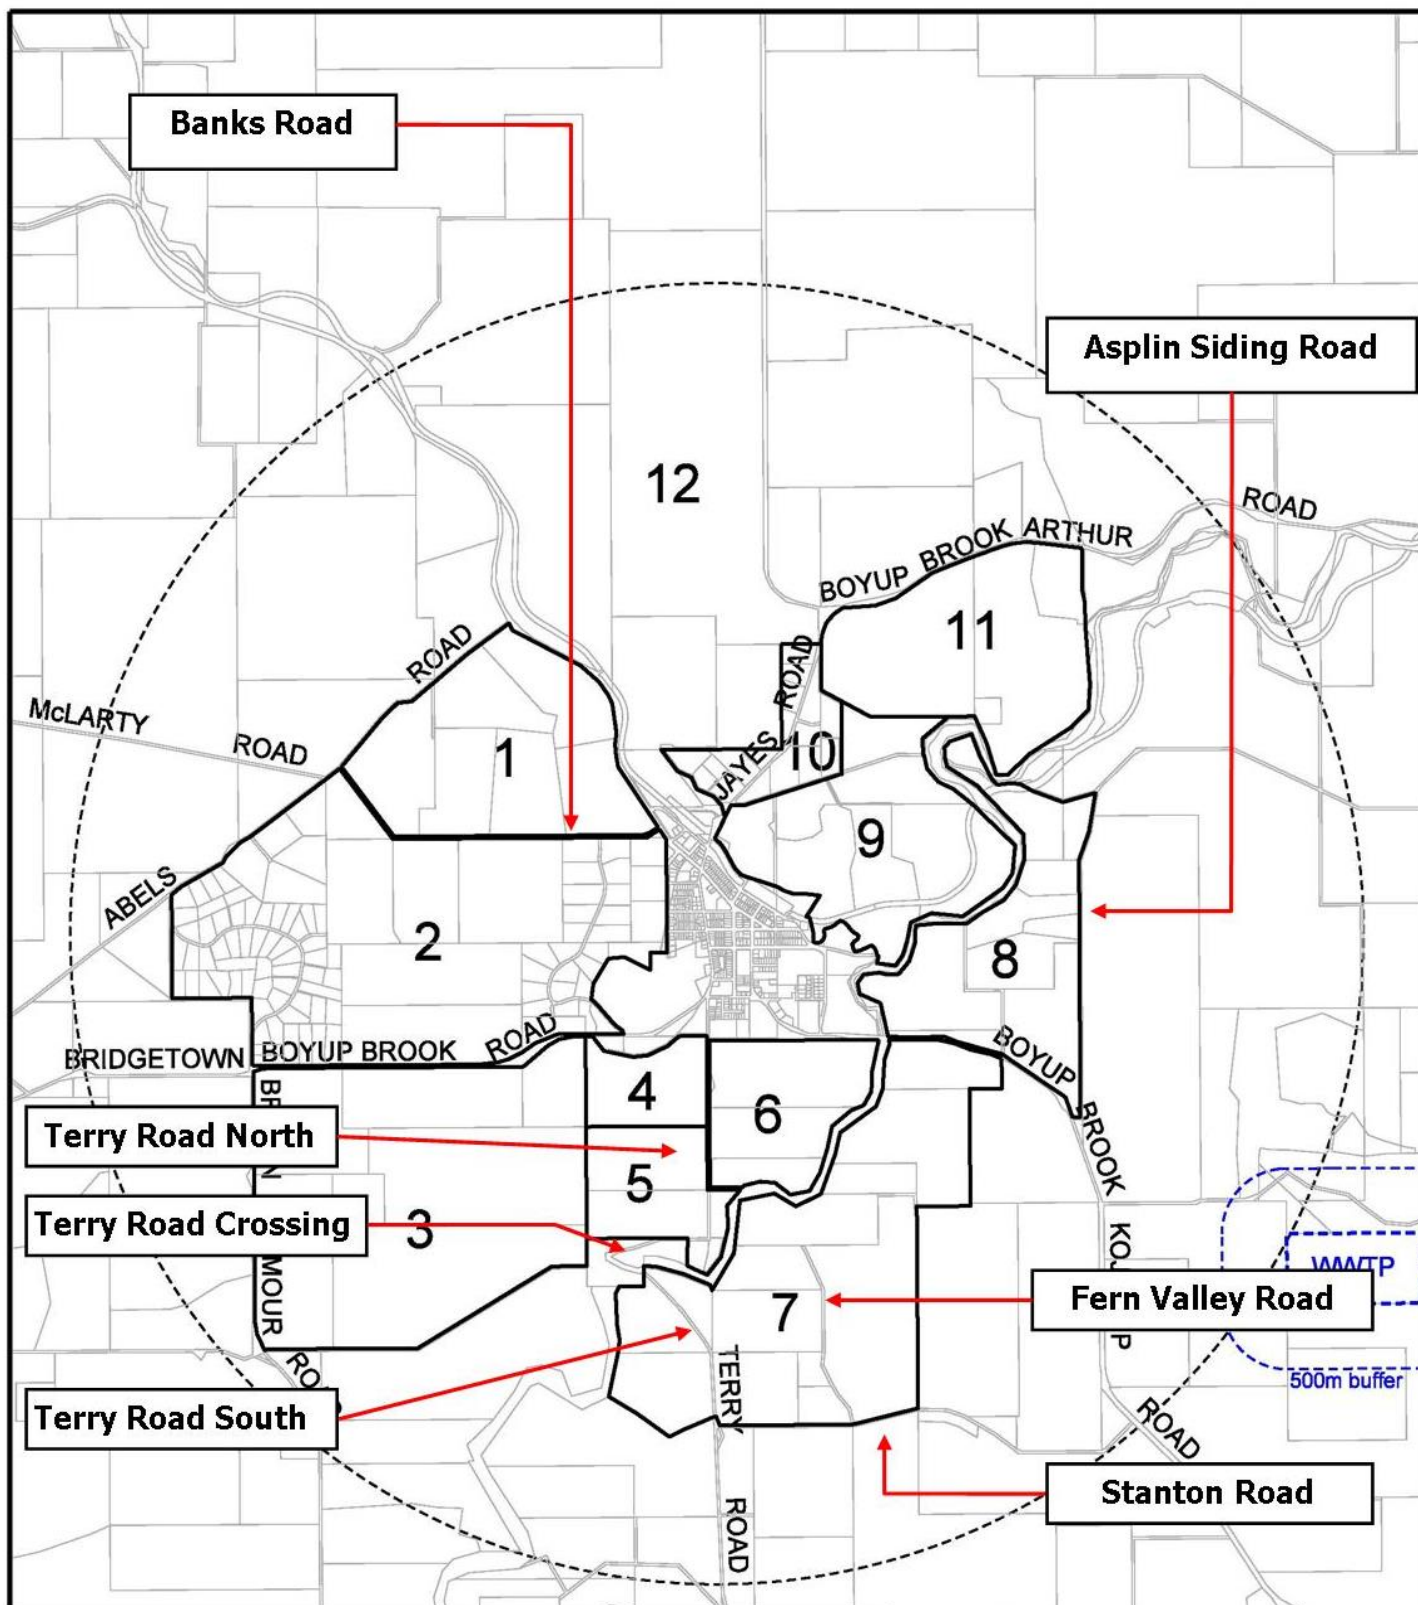 Banks Road
Asplin Siding Road
12
ROAD
BOYUP BROOK ARTHUR
11
ROAD
ROAD
McLARTY
ROAD
1
JAYES
10
9
ABELS
2
8
BRIDGETOWN
BOYUP BROOK
ROAD
BOYUP
BROOK
4
6
Terry Road North
5
Terry Road Crossing
3
MOUR
KOJ
P
WWTP
Fern Valley Road
7
500m buffer
TERRY
Terry Road South
ROAD
Stanton Road
ROAD